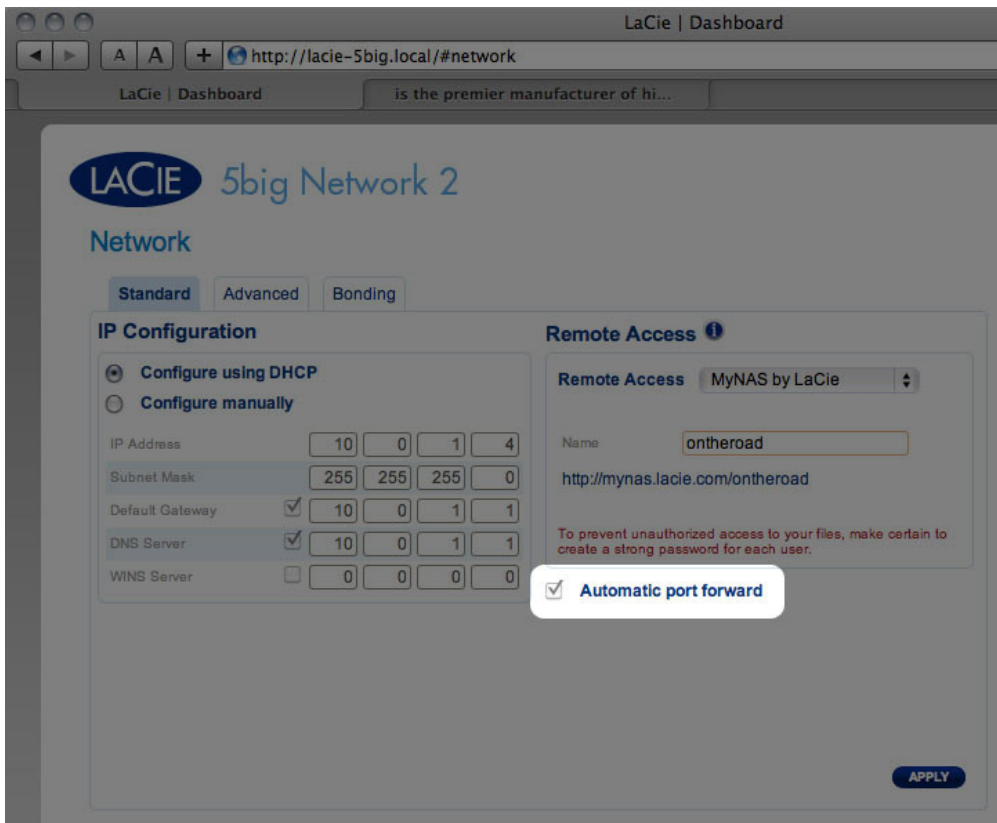 LaCie | Dashboard
A A + http://lacie-5big.local/#network
LaCie | Dashboard is the premier manufacturer of hi...
LACIE 5big Network 2
Network
Standard Advanced Bonding
IP Configuration
Configure using DHCP
Configure manually
IP Address 10 0 1 4
Subnet Mask 255 255 255 0
Default Gateway 10 0 1 1
DNS Server 10 0 1 1
WINS Server 0 0 0 0
Remote Access i
Remote Access MyNAS by LaCie
Name ontheroad
http://mynas.lacie.com/ontheroad
To prevent unauthorized access to your files, make certain to
create a strong password for each user.
Automatic port forward
APPLY